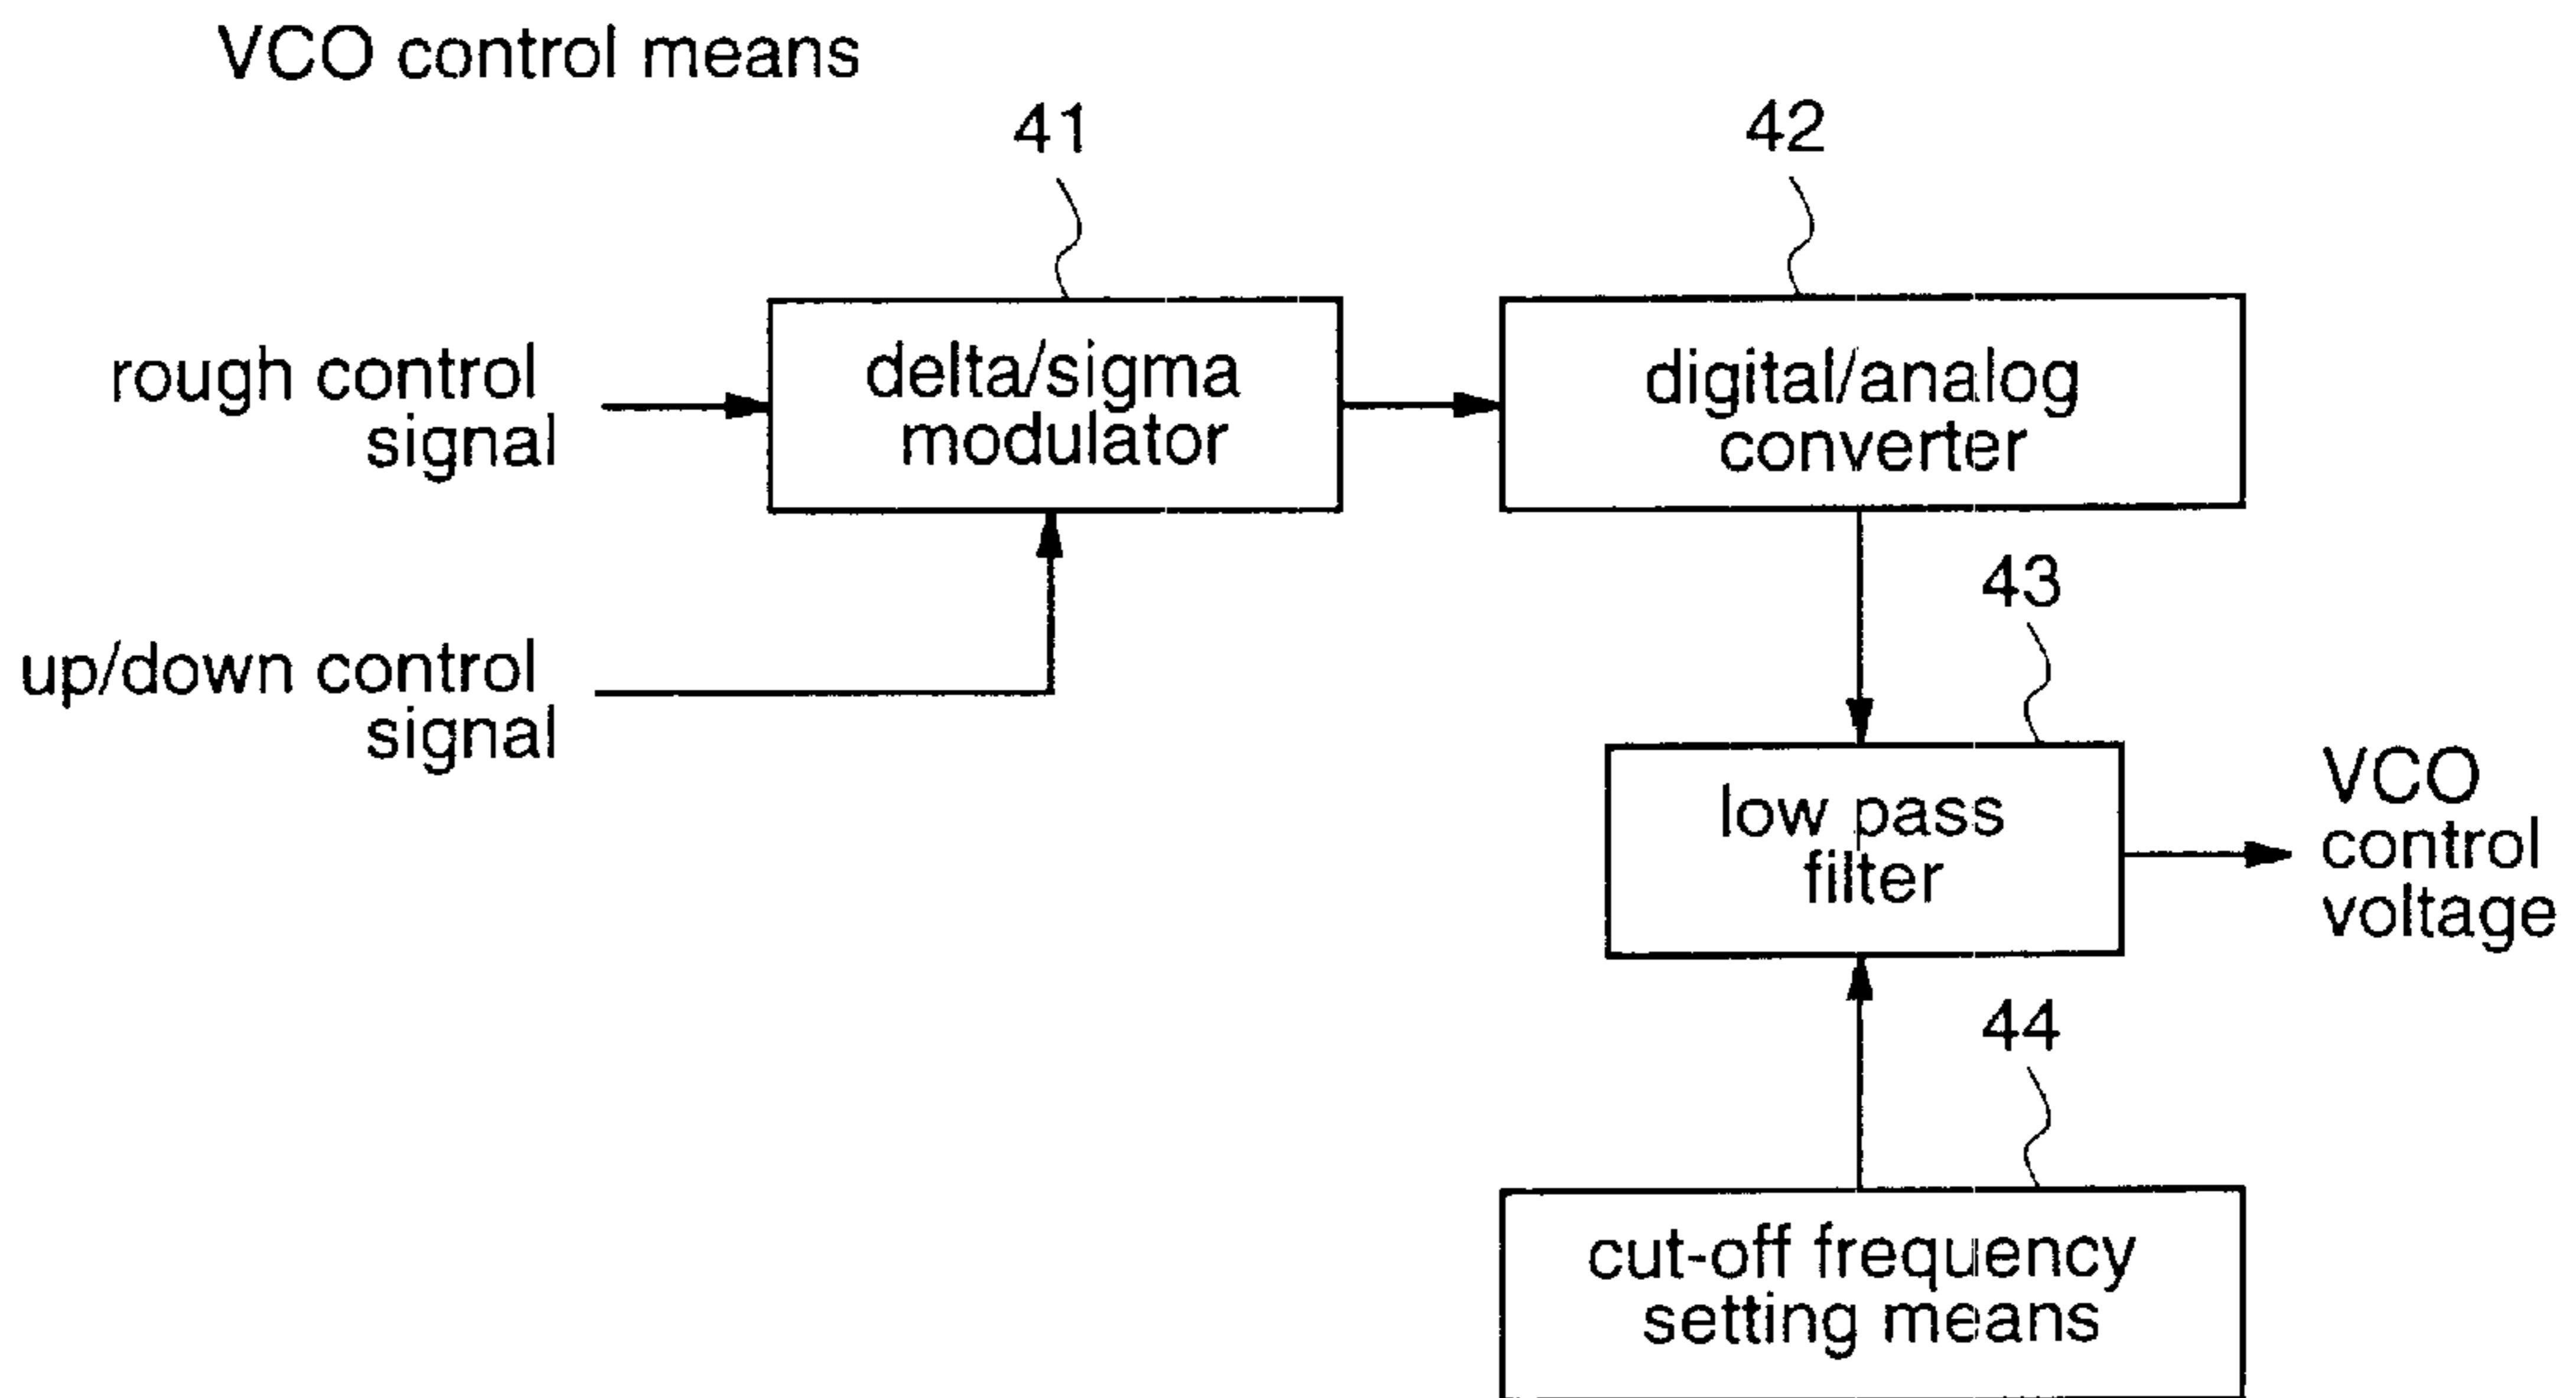 VCO control means
41
42
rough control
signal
delta/sigma
modulator
digital/analog
converter
43
up/down control
signal
low pass
filter
VCO
control
voltage
44
cut-off frequency
setting means